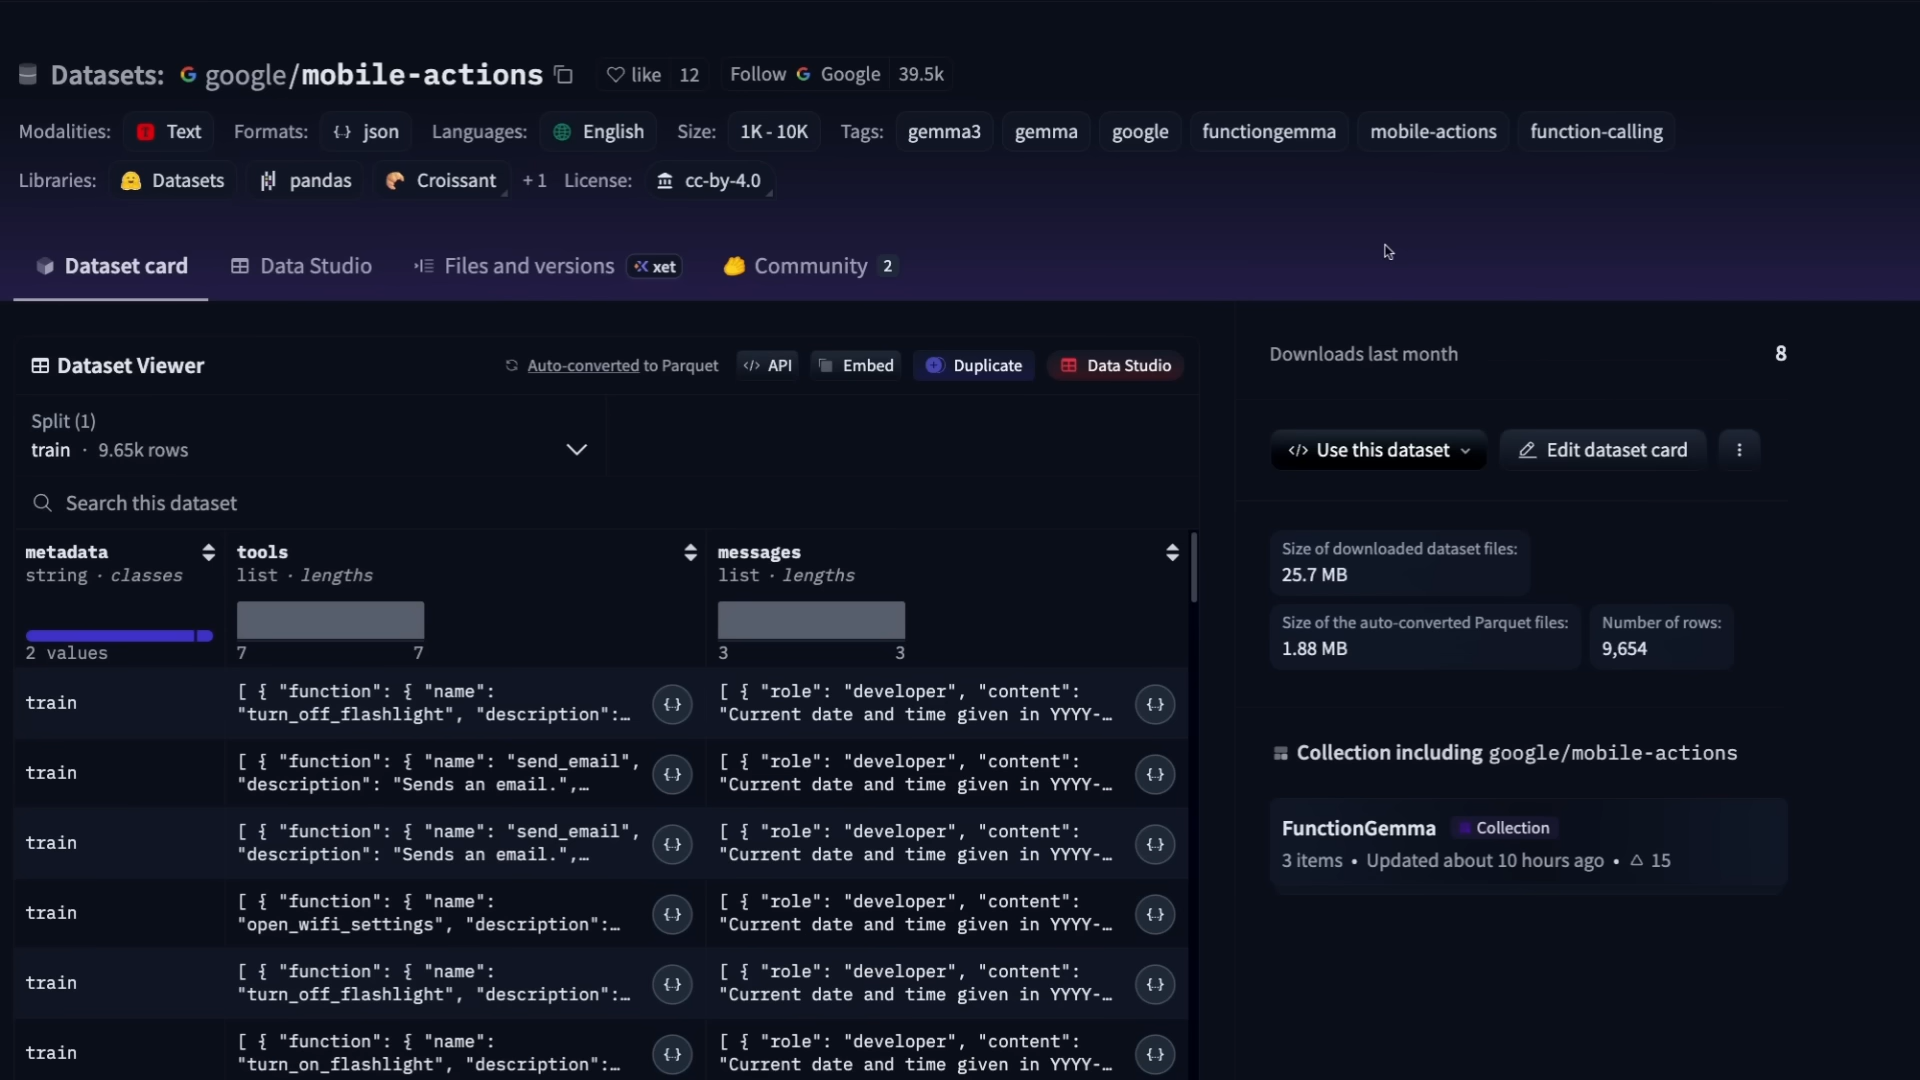 Datasets: google/mobile-actions like 12 Follow Google 39.5k
Modalities: Text Formats: json Languages: English Size: 1K - 10K Tags: gemma3 gemma google functiongemma mobile-actions function-calling
Libraries: Datasets pandas Croissant + 1 License: cc-by-4.0
Dataset card Data Studio Files and versions xet Community 2
Dataset Viewer Auto-converted to Parquet API Embed Duplicate Data Studio
Split (1)
train · 9.65k rows
Search this dataset
metadata tools messages
string · classes list · lengths list · lengths
2 values 7 7 3 3
train [ { "function": { "name": [ { "role": "developer", "content":
"turn_off_flashlight", "description":… "Current date and time given in YYYY-…
train [ { "function": { "name": "send_email", [ { "role": "developer", "content":
"description": "Sends an email.",… "Current date and time given in YYYY-…
train [ { "function": { "name": "send_email", [ { "role": "developer", "content":
"description": "Sends an email.",… "Current date and time given in YYYY-…
train [ { "function": { "name": [ { "role": "developer", "content":
"open_wifi_settings", "description":… "Current date and time given in YYYY-…
train [ { "function": { "name": [ { "role": "developer", "content":
"turn_off_flashlight", "description":… "Current date and time given in YYYY-…
train [ { "function": { "name": [ { "role": "developer", "content":
"turn_on_flashlight", "description":… "Current date and time given in YYYY-…
Downloads last month 8
Use this dataset Edit dataset card
Size of downloaded dataset files:
25.7 MB
Size of the auto-converted Parquet files: Number of rows:
1.88 MB 9,654
Collection including google/mobile-actions
FunctionGemma Collection
3 items • Updated about 10 hours ago • 15